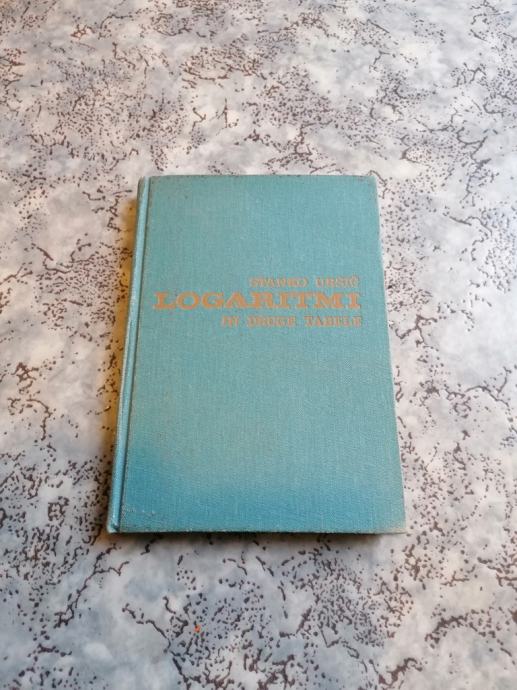 STANKO URŠIČ
LOGARITMI
IN DRUGE TABELE